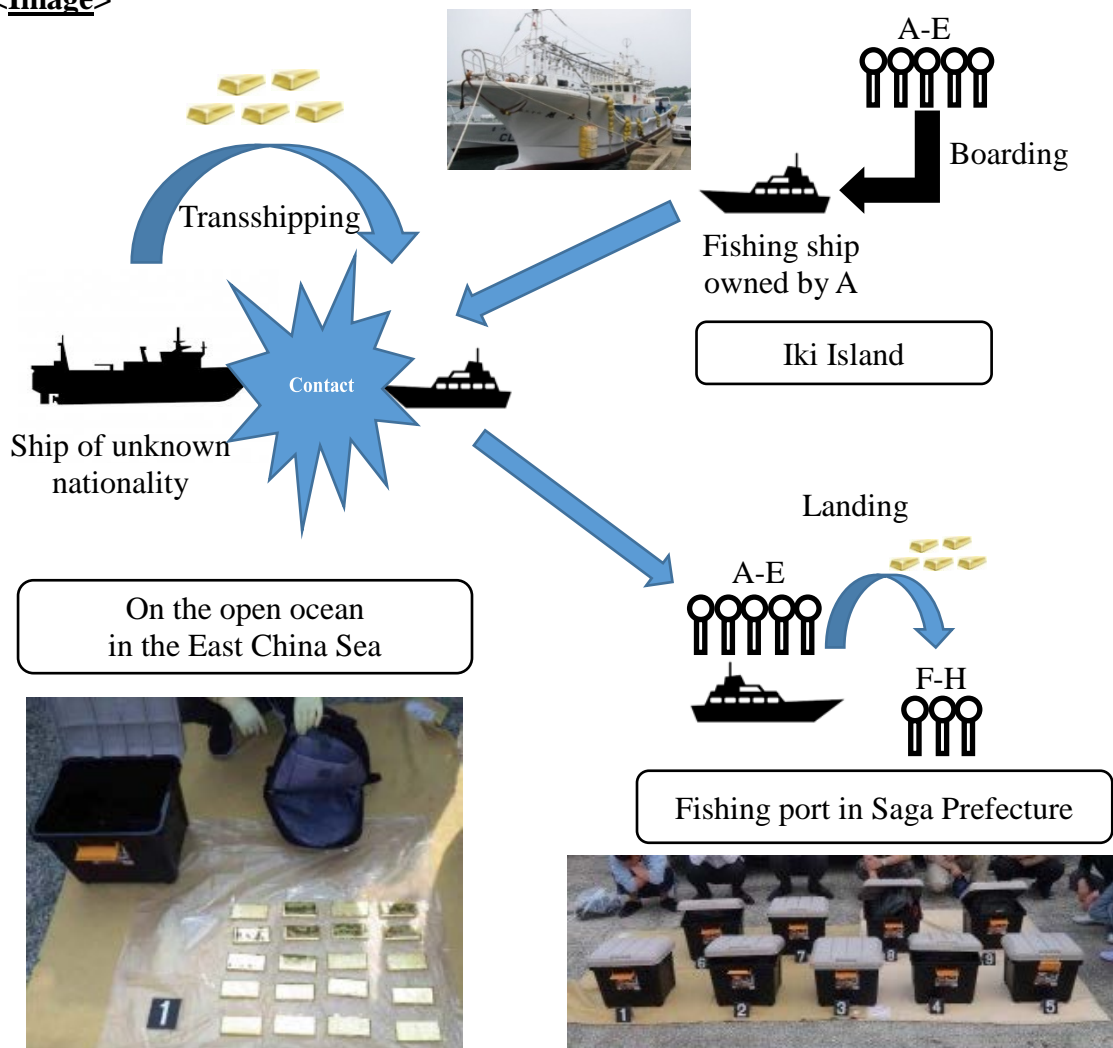 <Image>
A-E
Boarding
Transshipping
Fishing ship
owned by A
Iki Island
Contact
Ship of unknown
nationality
Landing
A-E
On the open ocean
in the East China Sea
F-H
Fishing port in Saga Prefecture
1
6
7
8
9
1
2
3
4
5